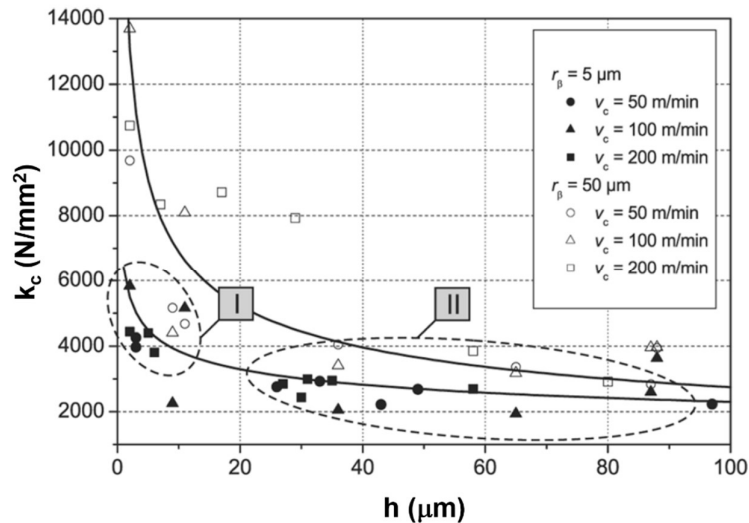 14000
12000
10000
8000
6000
4000
2000
k_c (N/mm²)
r_β = 5 µm
v_c = 50 m/min
v_c = 100 m/min
v_c = 200 m/min
r_β = 50 µm
v_c = 50 m/min
v_c = 100 m/min
v_c = 200 m/min
I
II
0 20 40 60 80 100
h (µm)